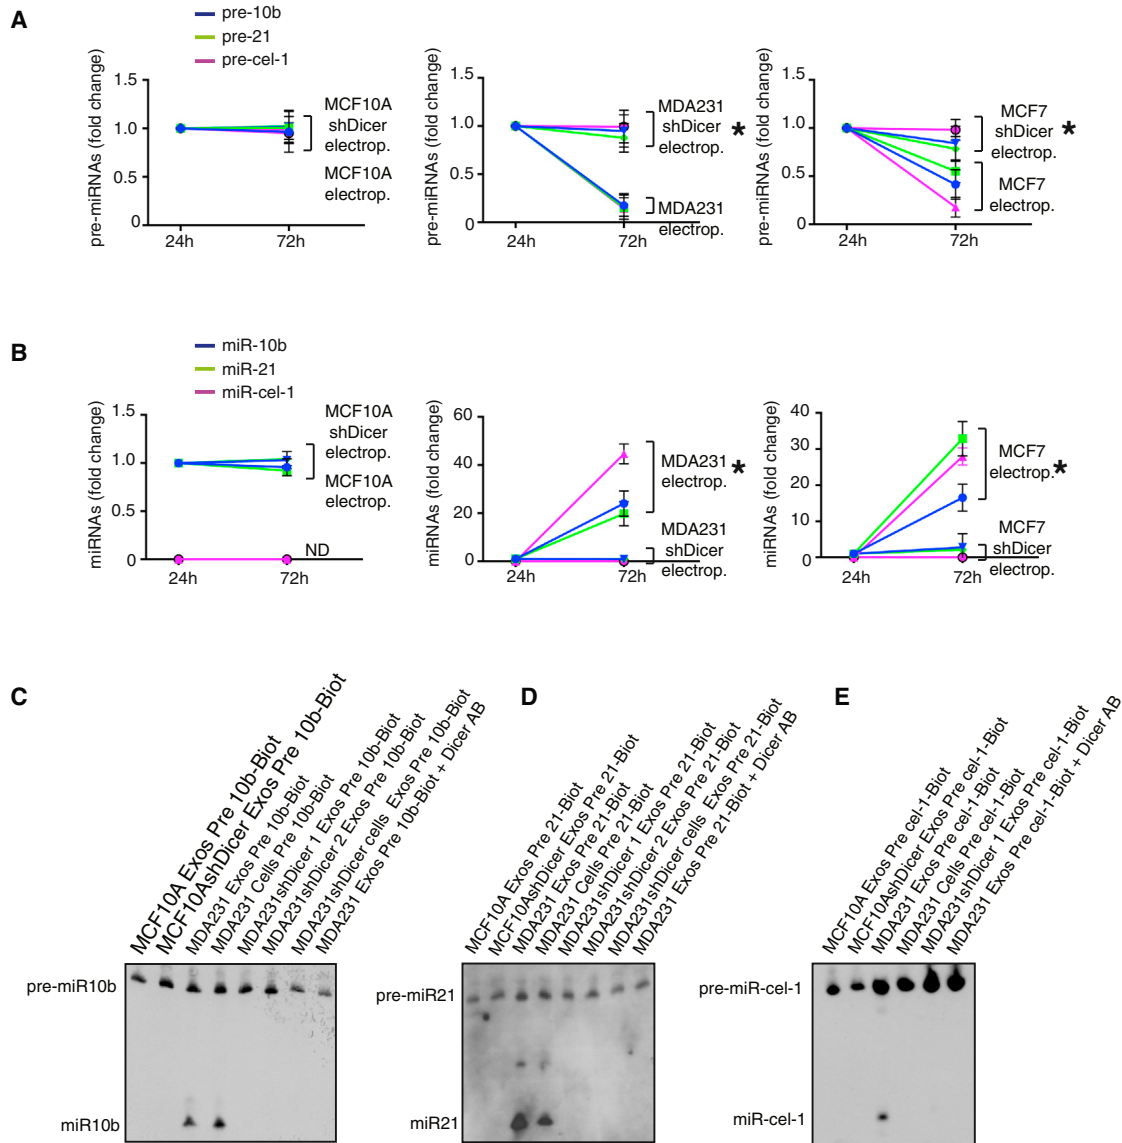 A
pre-10b
pre-21
pre-cel-1
pre-miRNAs (fold change)
1.5
1.0
0.5
0
24h
72h
MCF10A
shDicer
electrop.
MCF10A
electrop.
pre-miRNAs (fold change)
1.5
1.0
0.5
0
24h
72h
MDA231
shDicer *
electrop.
MDA231
electrop.
pre-miRNAs (fold change)
1.5
1.0
0.5
0
24h
72h
MCF7
shDicer *
electrop.
MCF7
electrop.
B
miR-10b
miR-21
miR-cel-1
miRNAs (fold change)
1.5
1.0
0.5
0
24h
72h
MCF10A
shDicer
electrop.
MCF10A
electrop.
ND
miRNAs (fold change)
60
40
20
0
24h
72h
MDA231
electrop. *
MDA231
shDicer
electrop.
miRNAs (fold change)
40
30
20
10
0
24h
72h
MCF7
electrop. *
MCF7
shDicer
electrop.
C
MCF10A Exos Pre 10b-Biot
MCF10AshDicer Exos Pre 10b-Biot
MDA231 Exos Pre 10b-Biot
MDA231 Cells Pre 10b-Biot
MDA231shDicer 1 Exos Pre 10b-Biot
MDA231shDicer 2 Exos Pre 10b-Biot
MDA231shDicer cells Exos Pre 10b-Biot
MDA231 Exos Pre 10b-Biot + Dicer AB
pre-miR10b
miR10b
D
MCF10A Exos Pre 21-Biot
MCF10AshDicer Exos Pre 21-Biot
MDA231 Exos Pre 21-Biot
MDA231 Cells Pre 21-Biot
MDA231shDicer 1 Exos Pre 21-Biot
MDA231shDicer 2 Exos Pre 21-Biot
MDA231shDicer cells Exos Pre 21-Biot
MDA231 Exos Pre 21-Biot + Dicer AB
pre-miR21
miR21
E
MCF10A Exos Pre cel-1-Biot
MCF10AshDicer Exos Pre cel-1-Biot
MDA231 Exos Pre cel-1-Biot
MDA231 Cells Pre cel-1-Biot
MDA231shDicer 1 Exos Pre cel-1-Biot
MDA231 Exos Pre cel-1-Biot + Dicer AB
pre-miR-cel-1
miR-cel-1